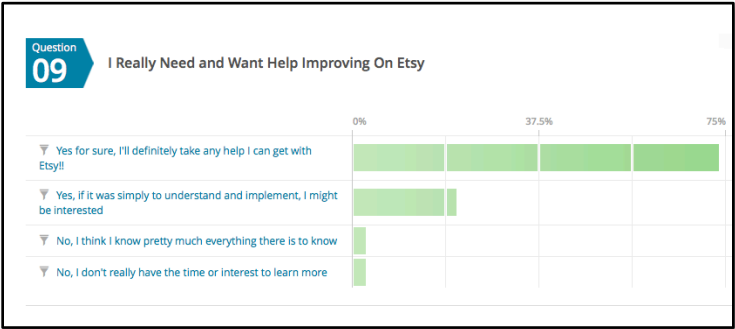 Question
09
I Really Need and Want Help Improving On Etsy
0%
37.5%
75%
Yes for sure, I'll definitely take any help I can get with
Etsy!!
Yes, if it was simply to understand and implement, I might
be interested
No, I think I know pretty much everything there is to know
No, I don't really have the time or interest to learn more